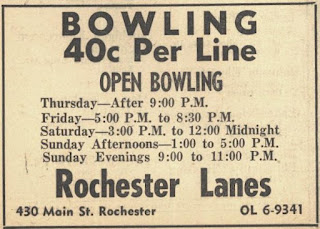 BOWLING
40c Per Line
OPEN BOWLING
Thursday—After 9:00 P.M.
Friday—5:00 P.M. to 8:30 P.M.
Saturday—3:00 P.M. to 12:00 Midnight
Sunday Afternoons—1:00 to 5:00 P.M.
Sunday Evenings 9:00 to 11:00 P.M.
Rochester Lanes
430 Main St. Rochester OL 6-9341